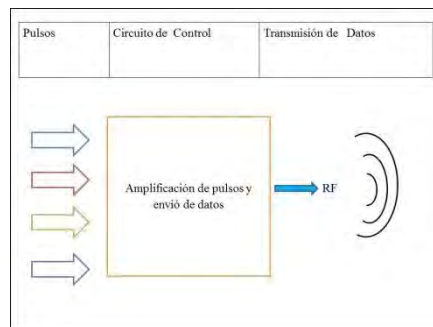 Pulsos
Circuito de Control
Transmisión de Datos
Amplificación de pulsos y
envió de datos
RF